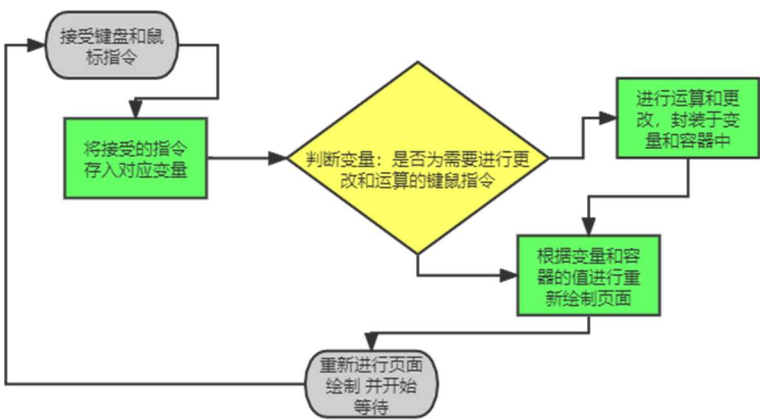 接受键盘和鼠
标指令
将接受的指令
存入对应变量
判断变量：是否为需要进行更
改和运算的键鼠指令
进行运算和更
改，封装于变
量和容器中
根据变量和容
器的值进行重
新绘制页面
重新进行页面
绘制 并开始
等待